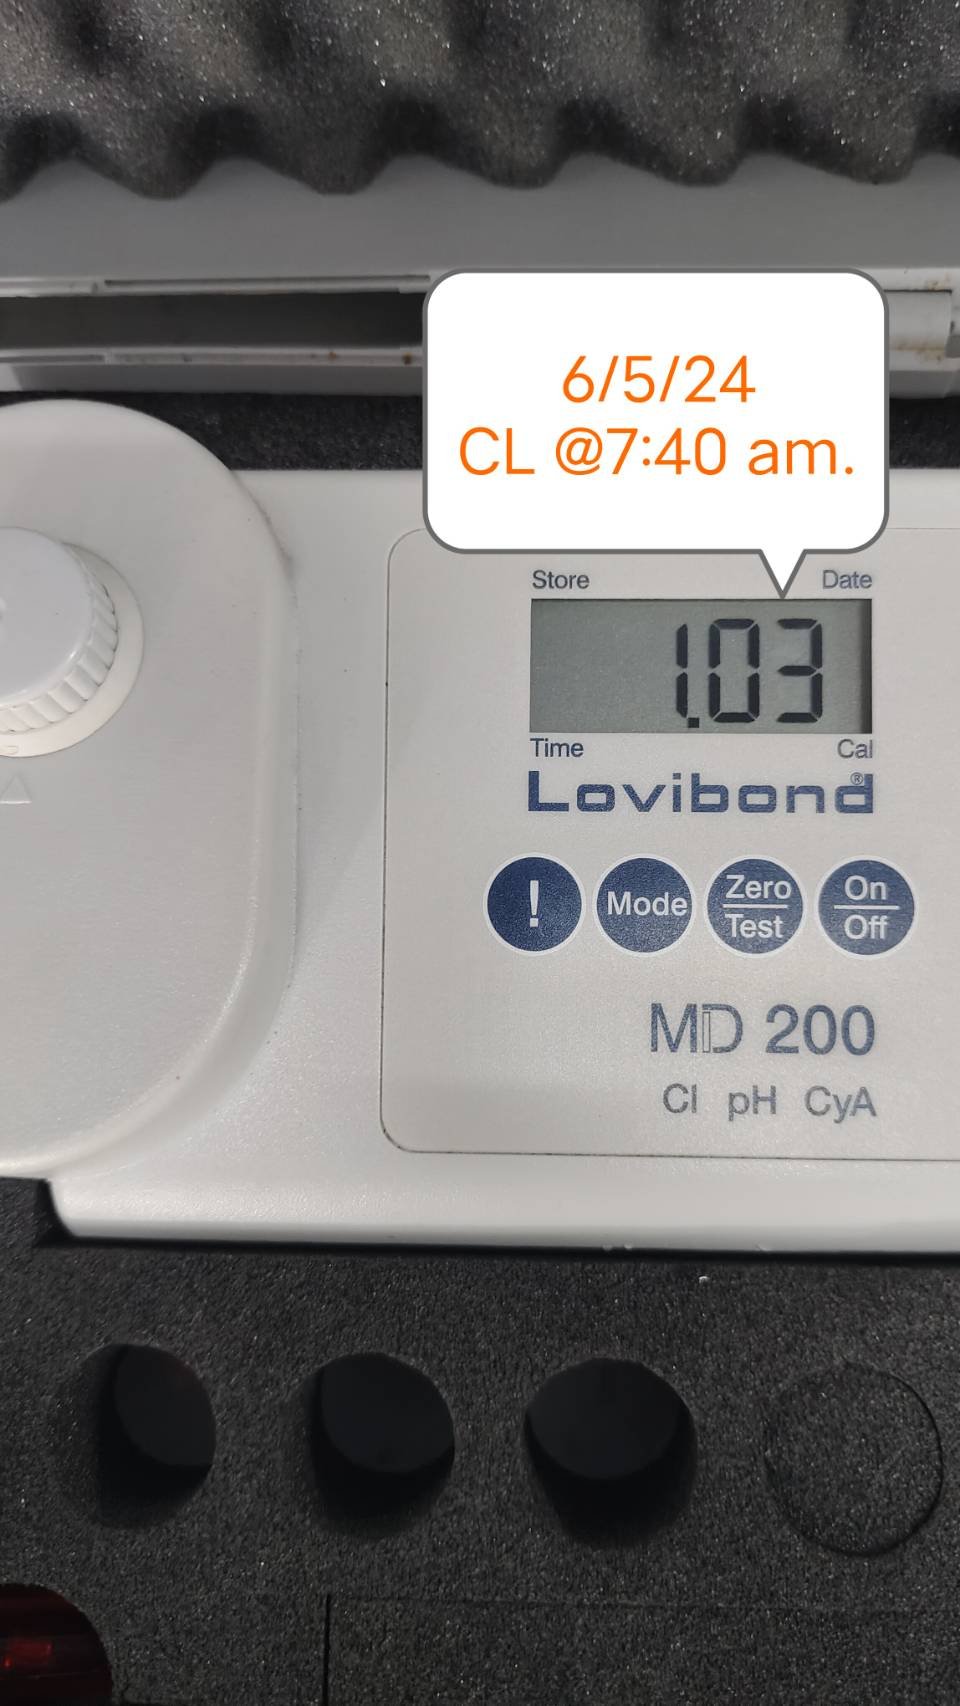 6/5/24
CL @7:40 am.
Store Date
1.03
Time Cal
Lovibond®
! Mode Zero On
Test Off
MD 200
Cl pH CyA